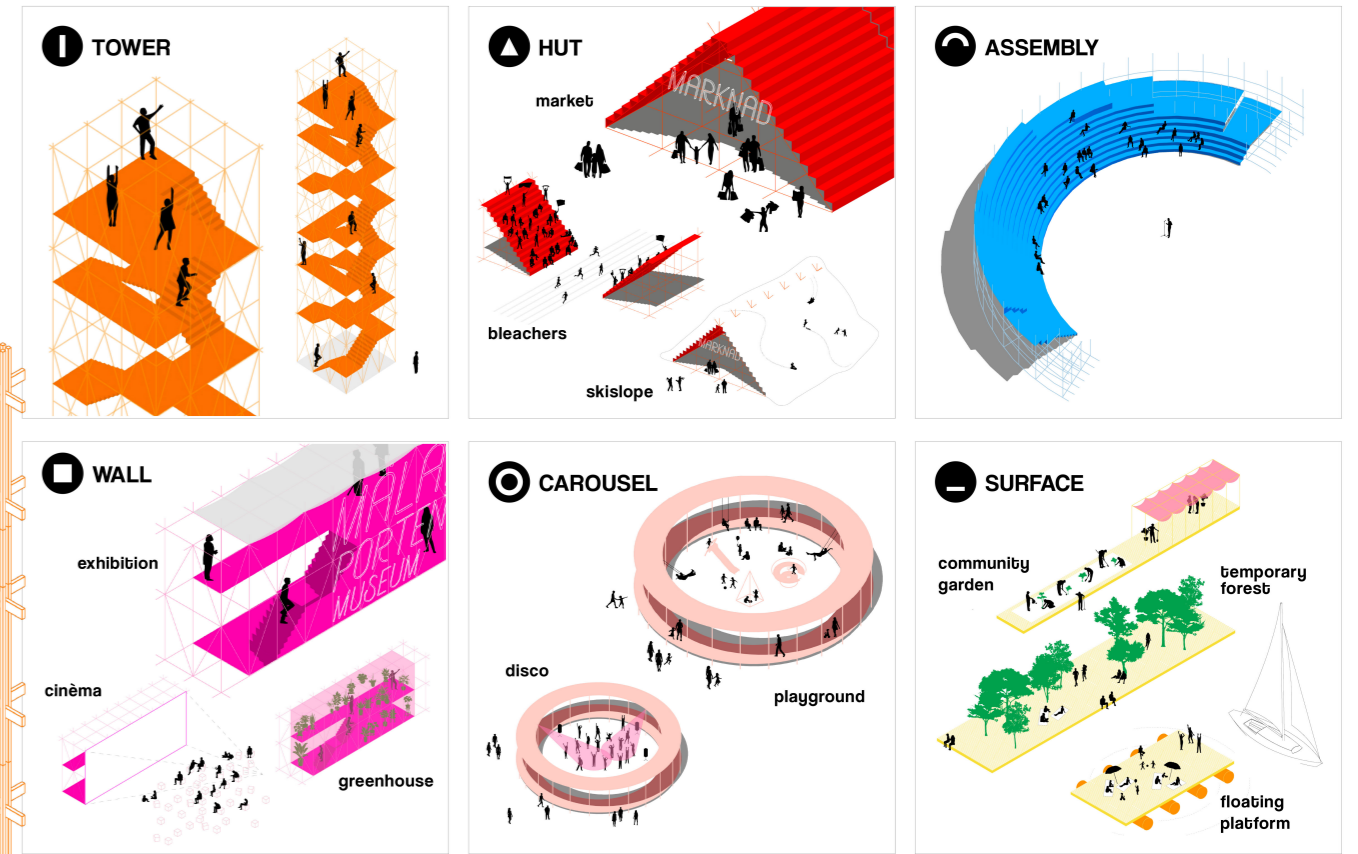 TOWER
HUT
market
MARKNAD
bleachers
skislope
MARKNAD
ASSEMBLY
WALL
exhibition
MALA
PORTEN
MUSEUM
cinèma
greenhouse
CAROUSEL
disco
playground
SURFACE
community
garden
temporary
forest
floating
platform